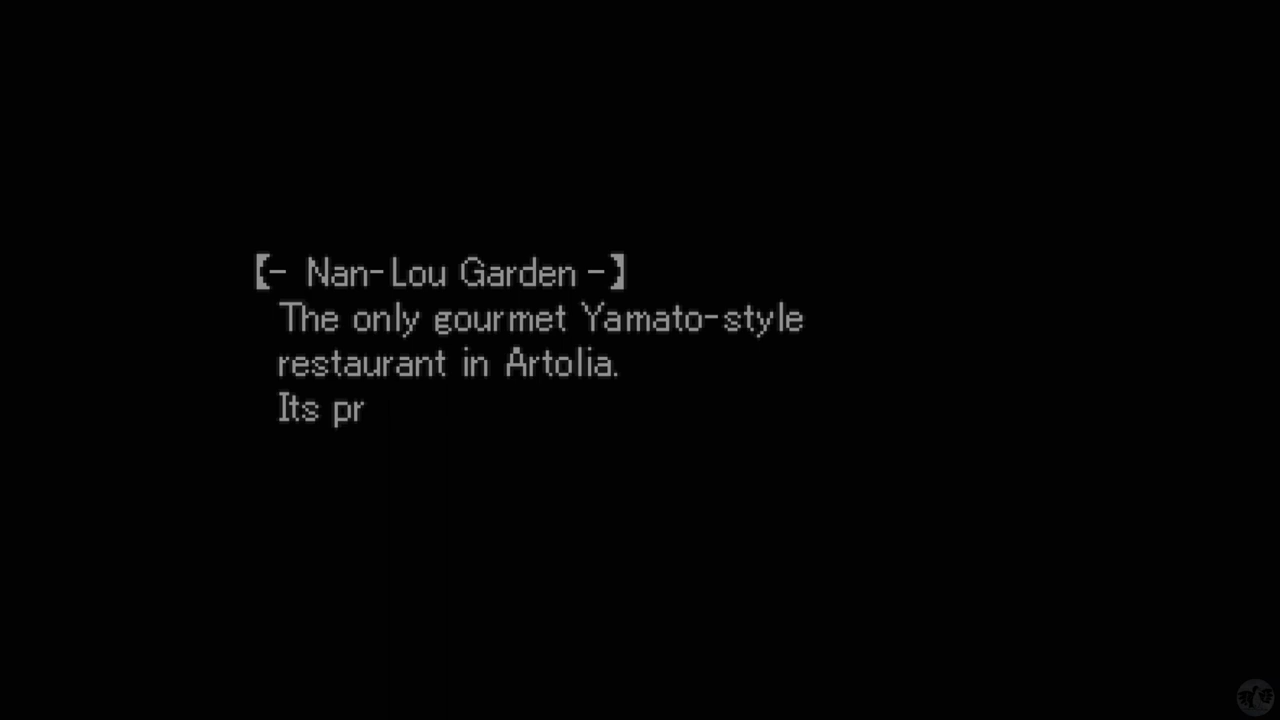 【- Nan-Lou Garden -】
The only gourmet Yamato-style
restaurant in Artolia.
Its pr